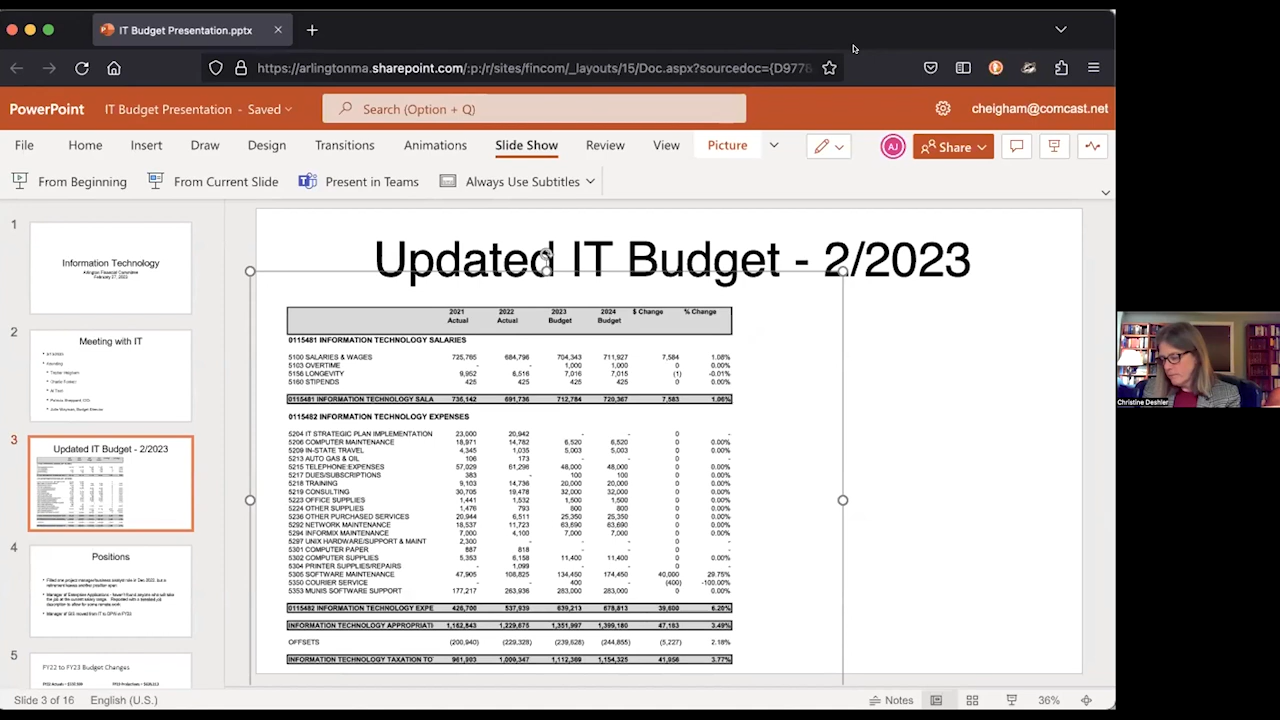 IT Budget Presentation.pptx
https://arlingtonma.sharepoint.com/:p:/r/sites/fincom/_layouts/15/Doc.aspx?sourcedoc={D977
PowerPoint IT Budget Presentation - Saved Search (Option + Q) cheigham@comcast.net
File Home Insert Draw Design Transitions Animations Slide Show Review View Picture AJ Share
From Beginning From Current Slide Present in Teams Always Use Subtitles
1
Information Technology
Arlington Financial Committee
February 27, 2023
2
Meeting with IT
3
Updated IT Budget - 2/2023
4
Positions
Manager of GIS moved from IT to DPW in FY23
5
FY22 to FY23 Budget Changes
Updated IT Budget - 2/2023
2021 2022 2023 2024 $ Change % Change
Actual Actual Budget Budget
0115481 INFORMATION TECHNOLOGY SALARIES
5100 SALARIES & WAGES 725,765 684,796 704,343 711,927 7,584 1.08%
5103 OVERTIME - - 1,000 1,000 0 0.00%
5156 LONGEVITY 9,952 6,516 7,016 7,015 (1) -0.01%
5160 STIPENDS 425 425 425 425 0 0.00%
0115481 INFORMATION TECHNOLOGY SALA 736,142 691,736 712,784 720,367 7,583 1.06%
0115482 INFORMATION TECHNOLOGY EXPENSES
5204 IT STRATEGIC PLAN IMPLEMENTATION 23,000 20,942 - - 0 -
5206 COMPUTER MAINTENANCE 18,971 14,782 6,520 6,520 0 0.00%
5209 IN-STATE TRAVEL 4,345 1,035 5,003 5,003 0 0.00%
5213 AUTO GAS & OIL 106 173 - - 0 -
5215 TELEPHONE:EXPENSES 57,029 61,296 48,000 48,000 0 0.00%
5217 DUES/SUBSCRIPTIONS 383 - 100 100 0 0.00%
5218 TRAINING 9,103 14,736 20,000 20,000 0 0.00%
5219 CONSULTING 30,705 19,478 32,000 32,000 0 0.00%
5223 OFFICE SUPPLIES 1,441 1,532 1,500 1,500 0 0.00%
5224 OTHER SUPPLIES 1,476 793 800 800 0 0.00%
5236 OTHER PURCHASED SERVICES 20,944 6,511 25,350 25,350 0 0.00%
5292 NETWORK MAINTENANCE 18,537 11,723 63,690 63,690 0 0.00%
5294 INFORMIX MAINTENANCE 7,000 4,100 7,000 7,000 0 0.00%
5297 UNIX HARDWARE/SUPPORT & MAINT 2,300 - - - 0 -
5301 COMPUTER PAPER 887 818 - - 0 -
5302 COMPUTER SUPPLIES 5,353 6,158 11,400 11,400 0 0.00%
5304 PRINTER SUPPLIES/REPAIRS - 1,099 - - 0 -
5305 SOFTWARE MAINTENANCE 47,905 108,825 134,450 174,450 40,000 29.75%
5350 COURIER SERVICE - - 400 - (400) -100.00%
5353 MUNIS SOFTWARE SUPPORT 177,217 263,936 283,000 283,000 0 0.00%
0115482 INFORMATION TECHNOLOGY EXPE 426,700 537,939 639,213 678,813 39,600 6.20%
INFORMATION TECHNOLOGY APPROPRIATI 1,162,843 1,229,675 1,351,997 1,399,180 47,183 3.49%
OFFSETS (200,940) (229,328) (239,628) (244,855) (5,227) 2.18%
INFORMATION TECHNOLOGY TAXATION TO 961,903 1,000,347 1,112,369 1,154,325 41,956 3.77%
Christine Deshler
Slide 3 of 16 English (U.S.) Notes 36%